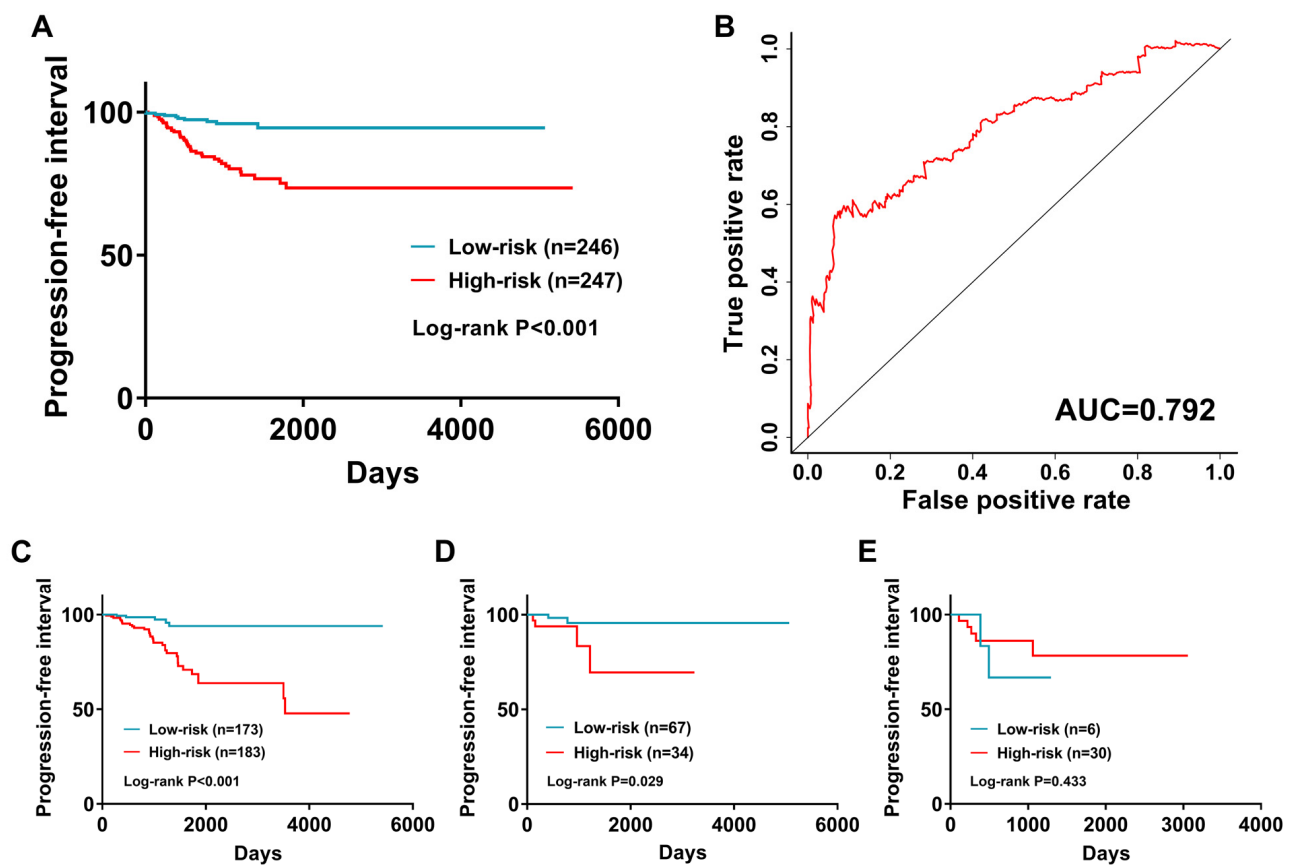 A
Progression-free interval
100
50
0
0 2000 4000 6000
Days
Low-risk (n=246)
High-risk (n=247)
Log-rank P<0.001
B
True positive rate
1.0
0.8
0.6
0.4
0.2
0.0
0.0 0.2 0.4 0.6 0.8 1.0
False positive rate
AUC=0.792
C
Progression-free interval
100
50
0
0 2000 4000 6000
Days
Low-risk (n=173)
High-risk (n=183)
Log-rank P<0.001
D
Progression-free interval
100
50
0
0 2000 4000 6000
Days
Low-risk (n=67)
High-risk (n=34)
Log-rank P=0.029
E
Progression-free interval
100
50
0
0 1000 2000 3000 4000
Days
Low-risk (n=6)
High-risk (n=30)
Log-rank P=0.433